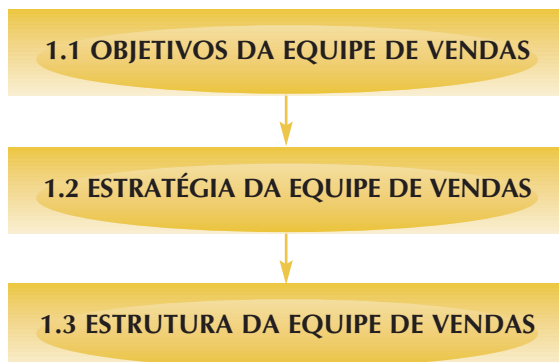 1.1 OBJETIVOS DA EQUIPE DE VENDAS
1.2 ESTRATÉGIA DA EQUIPE DE VENDAS
1.3 ESTRUTURA DA EQUIPE DE VENDAS